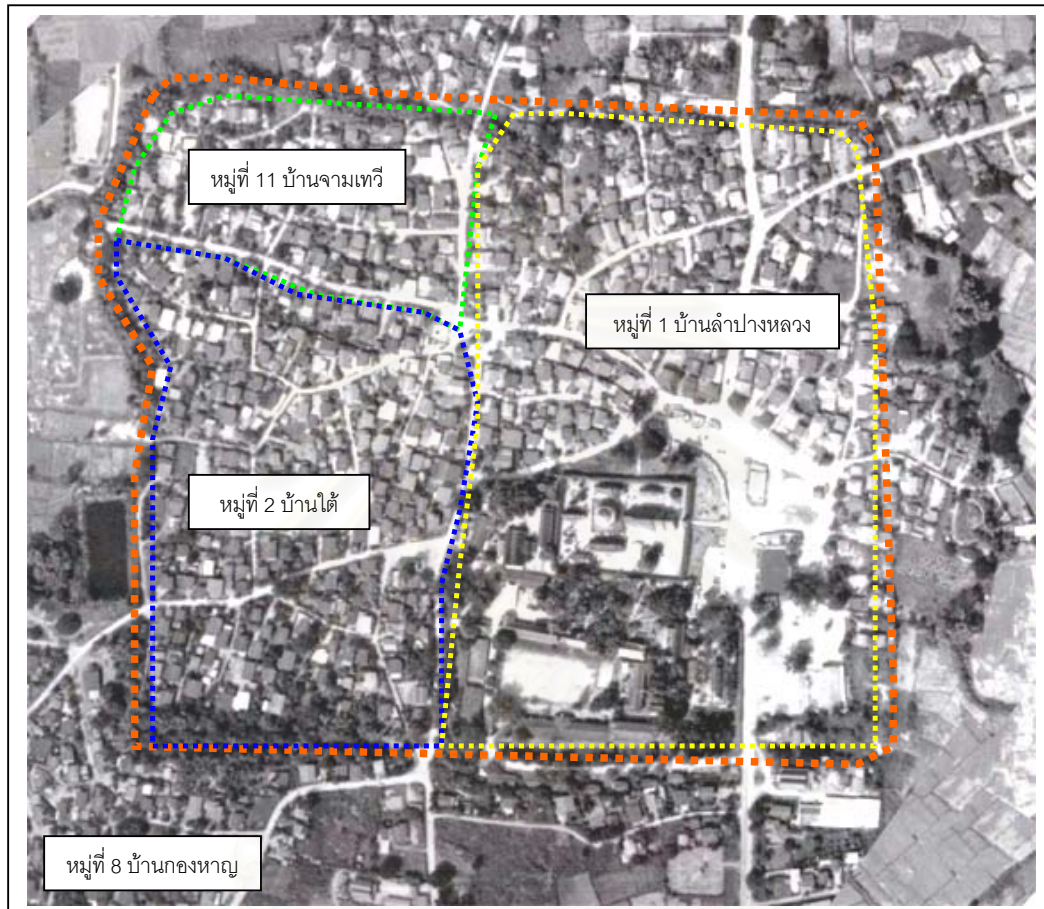 หมู่ที่ 11 บ้านจามเทวี
หมู่ที่ 1 บ้านลำปางหลวง
หมู่ที่ 2 บ้านใต้
หมู่ที่ 8 บ้านกองหาญ